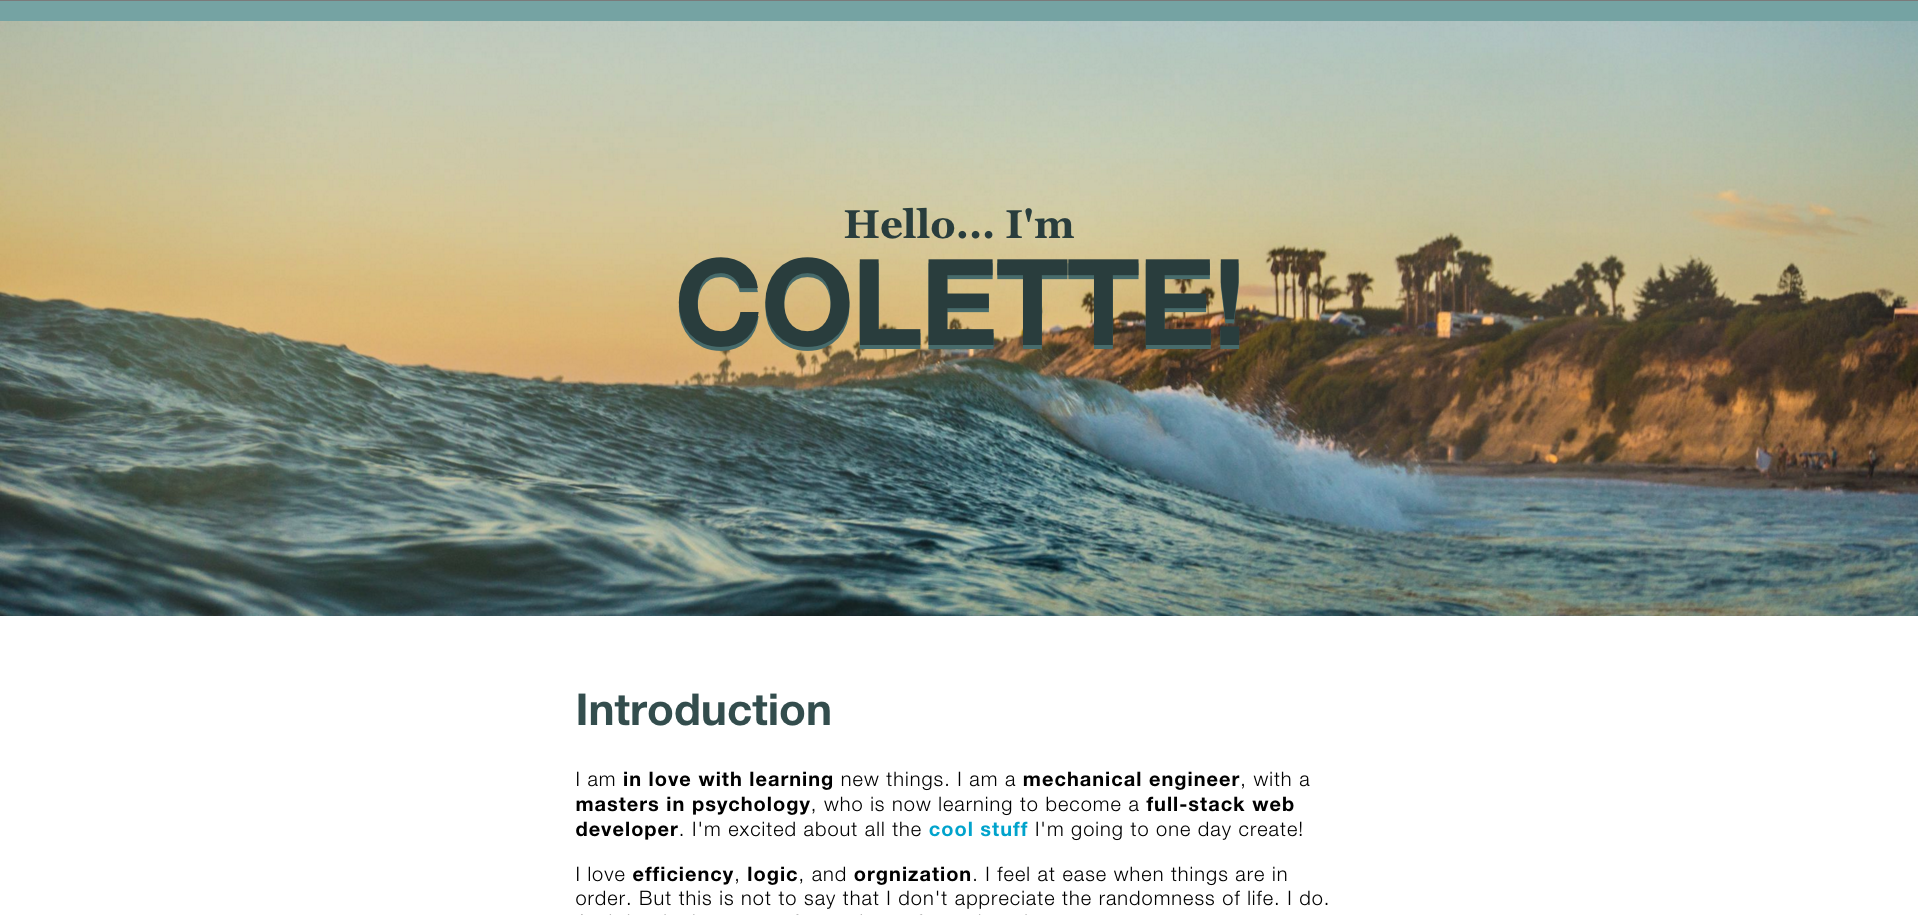 Hello... I'm
COLETTE!
Introduction
I am in love with learning new things. I am a mechanical engineer, with a
masters in psychology, who is now learning to become a full-stack web
developer. I'm excited about all the cool stuff I'm going to one day create!
I love efficiency, logic, and orgnization. I feel at ease when things are in
order. But this is not to say that I don't appreciate the randomness of life. I do.